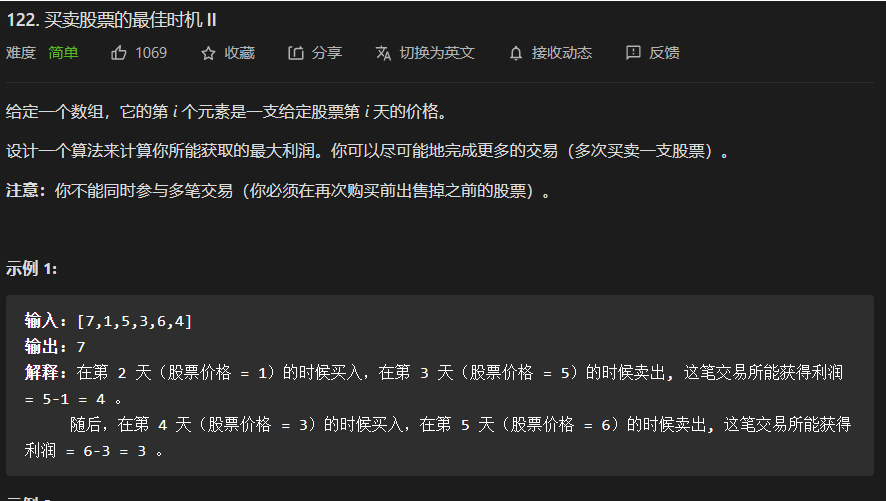 122. 买卖股票的最佳时机 II
难度 简单 1069 收藏 分享 切换为英文 接收动态 反馈
给定一个数组，它的第 i 个元素是一支给定股票第 i 天的价格。
设计一个算法来计算你所能获取的最大利润。你可以尽可能地完成更多的交易（多次买卖一支股票）。
注意：你不能同时参与多笔交易（你必须在再次购买前出售掉之前的股票）。
示例 1:
输入: [7,1,5,3,6,4]
输出: 7
解释: 在第 2 天（股票价格 = 1）的时候买入，在第 3 天（股票价格 = 5）的时候卖出, 这笔交易所能获得利润
= 5-1 = 4 。
随后，在第 4 天（股票价格 = 3）的时候买入，在第 5 天（股票价格 = 6）的时候卖出, 这笔交易所能获得
利润 = 6-3 = 3 。